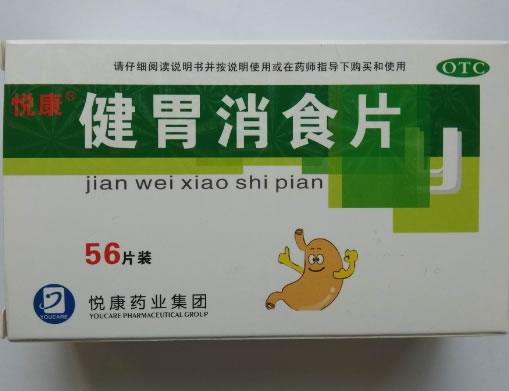 请仔细阅读说明书并按说明使用或在药师指导下购买和使用
OTC
悦康®
健胃消食片
jian wei xiao shi pian
56片装
YOUCARE
悦康药业集团
YOUCARE PHARMACEUTICAL GROUP